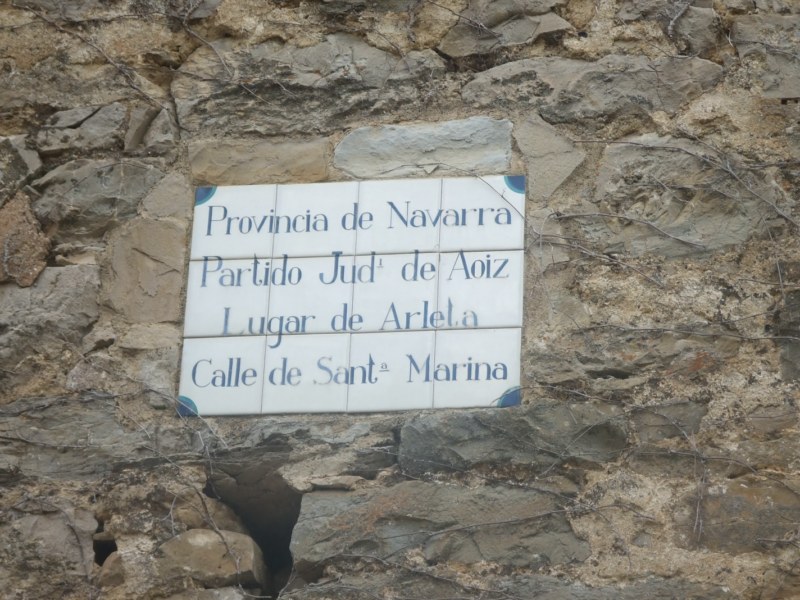 Provincia de Navarra
Partido Judˡ de Aoiz
Lugar de Arleta
Calle de Santª Marina